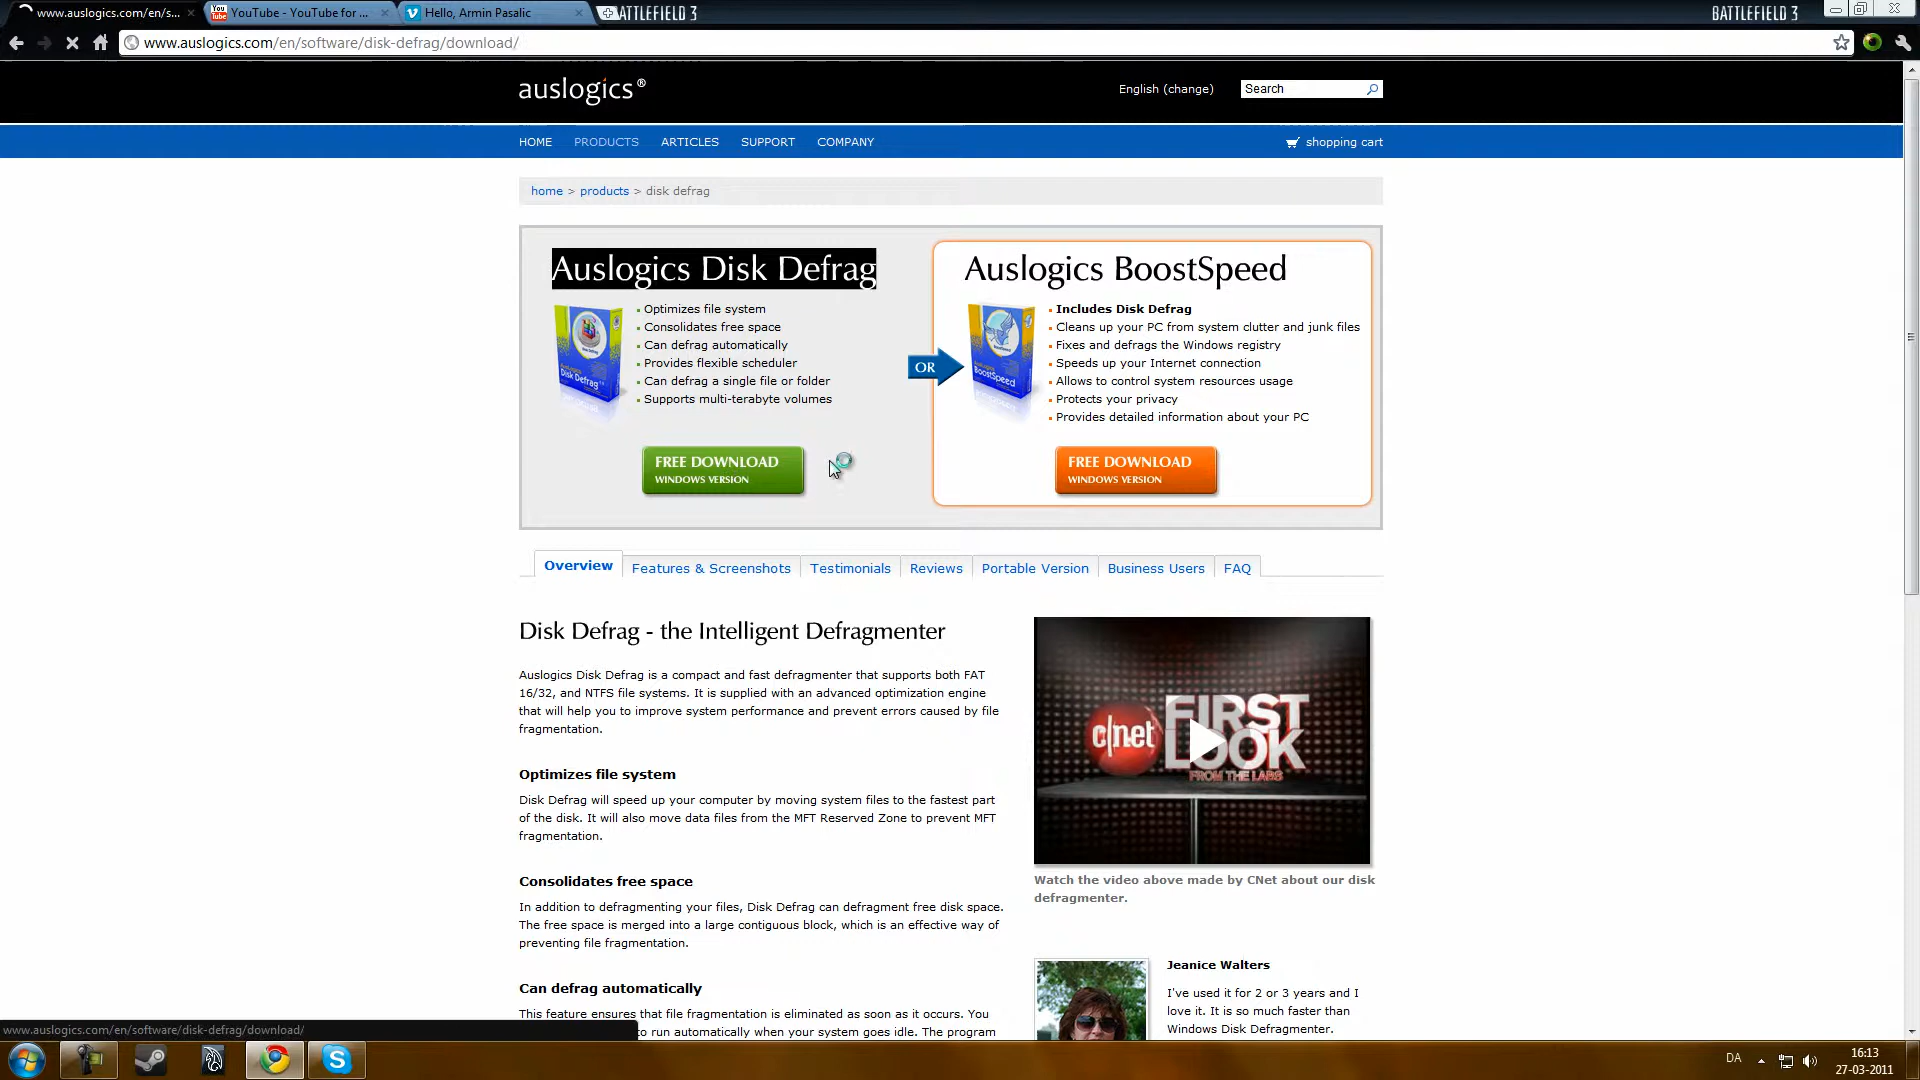 www.auslogics.com/en/s...
YouTube - YouTube for ...
Hello, Armin Pasalic
BATTLEFIELD 3
BATTLEFIELD 3
www.auslogics.com/en/software/disk-defrag/download/
auslogics®
English (change)
Search
HOME PRODUCTS ARTICLES SUPPORT COMPANY
shopping cart
home > products > disk defrag
Auslogics Disk Defrag
Optimizes file system
Consolidates free space
Can defrag automatically
Provides flexible scheduler
Can defrag a single file or folder
Supports multi-terabyte volumes
FREE DOWNLOAD
WINDOWS VERSION
OR
Auslogics BoostSpeed
Includes Disk Defrag
Cleans up your PC from system clutter and junk files
Fixes and defrags the Windows registry
Speeds up your Internet connection
Allows to control system resources usage
Protects your privacy
Provides detailed information about your PC
FREE DOWNLOAD
WINDOWS VERSION
Overview Features & Screenshots Testimonials Reviews Portable Version Business Users FAQ
Disk Defrag - the Intelligent Defragmenter
Auslogics Disk Defrag is a compact and fast defragmenter that supports both FAT
16/32, and NTFS file systems. It is supplied with an advanced optimization engine
that will help you to improve system performance and prevent errors caused by file
fragmentation.
Optimizes file system
Disk Defrag will speed up your computer by moving system files to the fastest part
of the disk. It will also move data files from the MFT Reserved Zone to prevent MFT
fragmentation.
Consolidates free space
In addition to defragmenting your files, Disk Defrag can defragment free disk space.
The free space is merged into a large contiguous block, which is an effective way of
preventing file fragmentation.
Can defrag automatically
This feature ensures that file fragmentation is eliminated as soon as it occurs. You
to run automatically when your system goes idle. The program
c|net FIRST
LOOK
FROM THE LABS
Watch the video above made by CNet about our disk
defragmenter.
Jeanice Walters
I've used it for 2 or 3 years and I
love it. It is so much faster than
Windows Disk Defragmenter.
www.auslogics.com/en/software/disk-defrag/download/
DA
16:13
27-03-2011